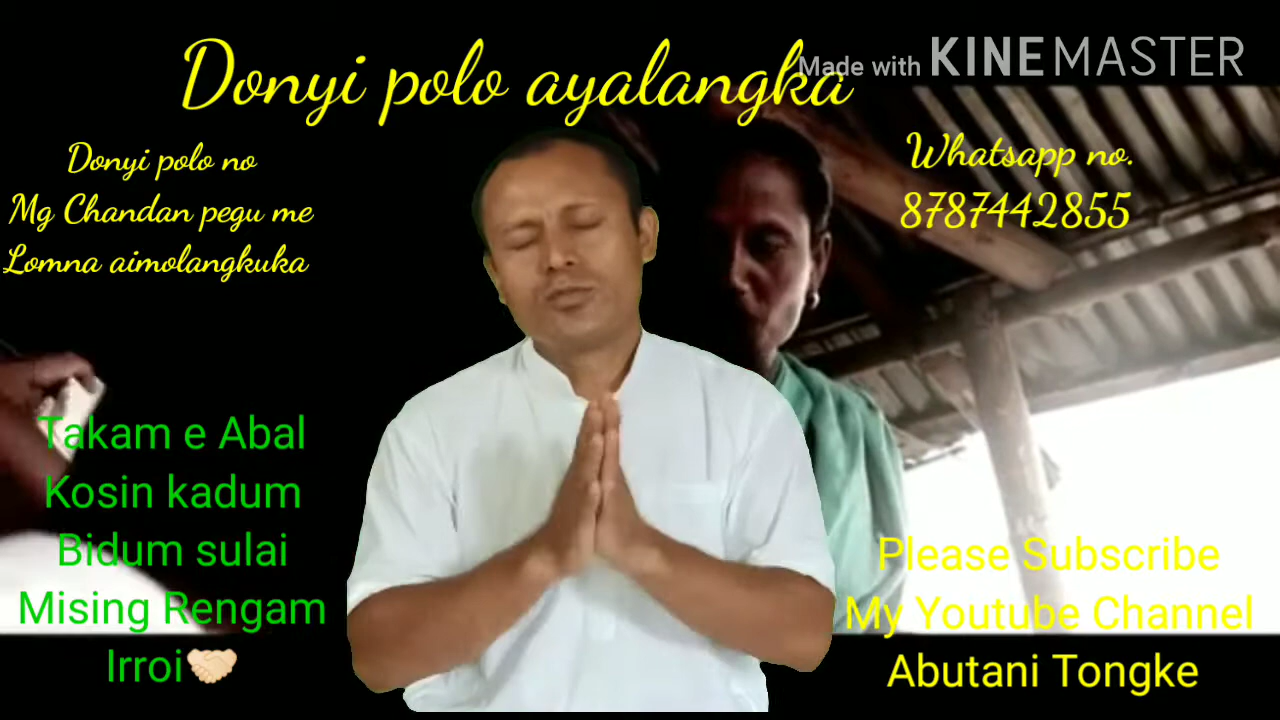 Donyi polo ayalangka
Made with KINEMASTER
Donyi polo no
Mg Chandan pegu me
Lomna aimolangkuka
Whatsapp no.
8787442855
Takam e Abal
Kosin kadum
Bidum sulai
Mising Rengam
Irroi🤝🏻
Please Subscribe
My Youtube Channel
Abutani Tongke